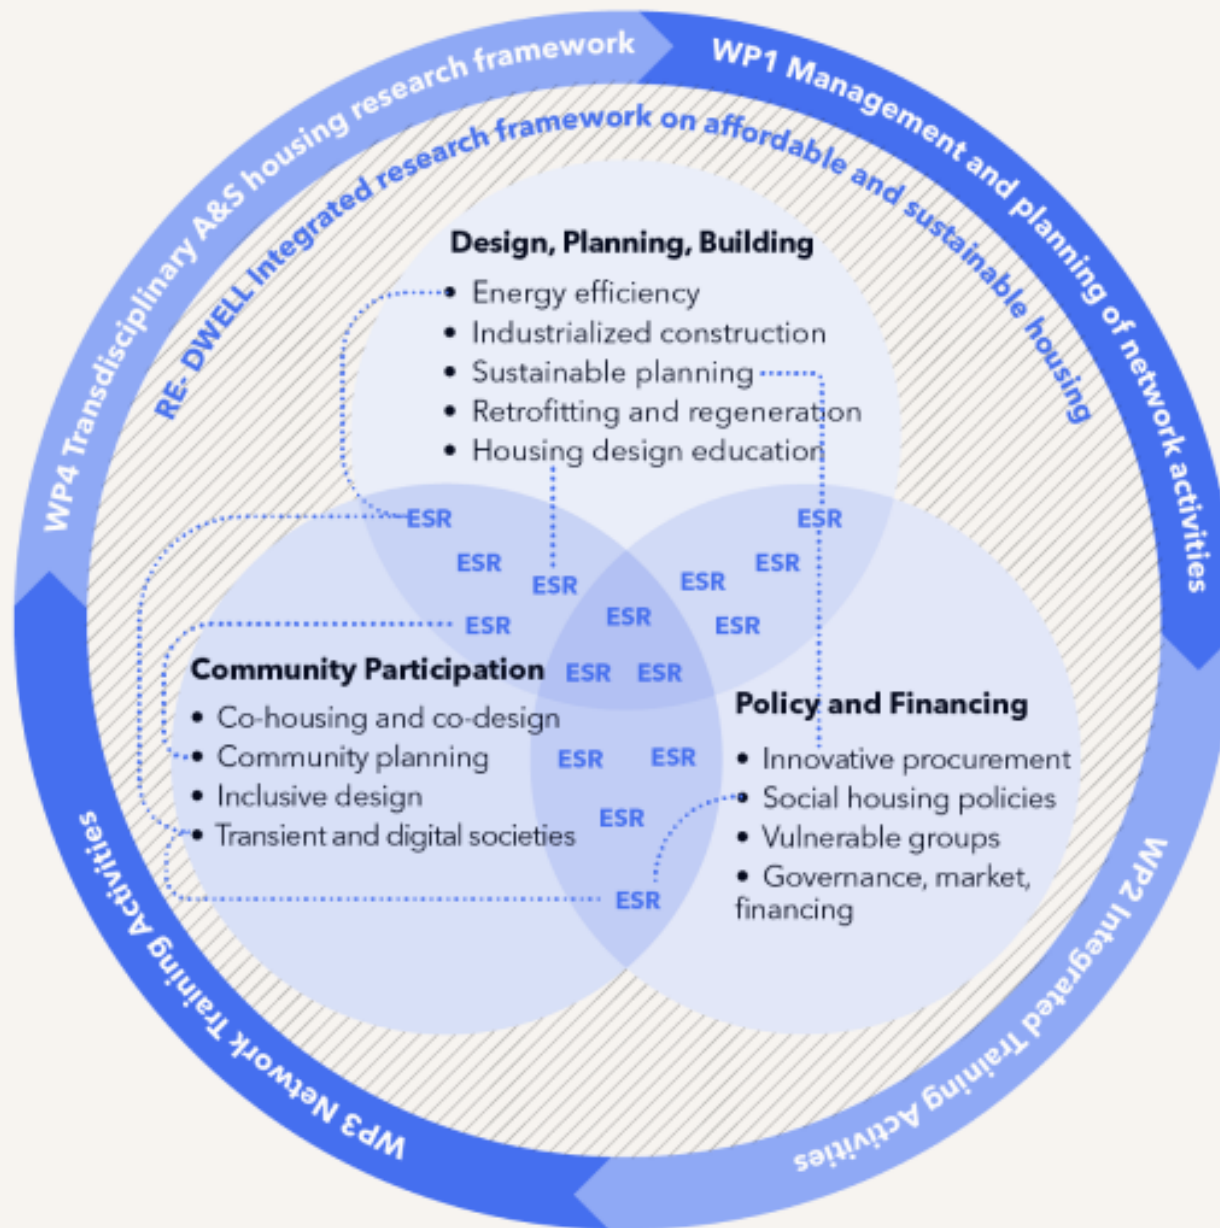 WP4 Transdisciplinary A&S housing research framework
WP1 Management and planning of network activities
RE- DWELL Integrated research framework on affordable and sustainable housing
Design, Planning, Building
• Energy efficiency
• Industrialized construction
• Sustainable planning
• Retrofitting and regeneration
• Housing design education
ESR
ESR
ESR
ESR
ESR
ESR
ESR
ESR
ESR
Community Participation
ESR
ESR
• Co-housing and co-design
• Community planning
• Inclusive design
• Transient and digital societies
Policy and Financing
• Innovative procurement
• Social housing policies
• Vulnerable groups
• Governance, market,
financing
ESR
ESR
ESR
ESR
WP3 Network Training Activities
WP2 Integrated Training Activities